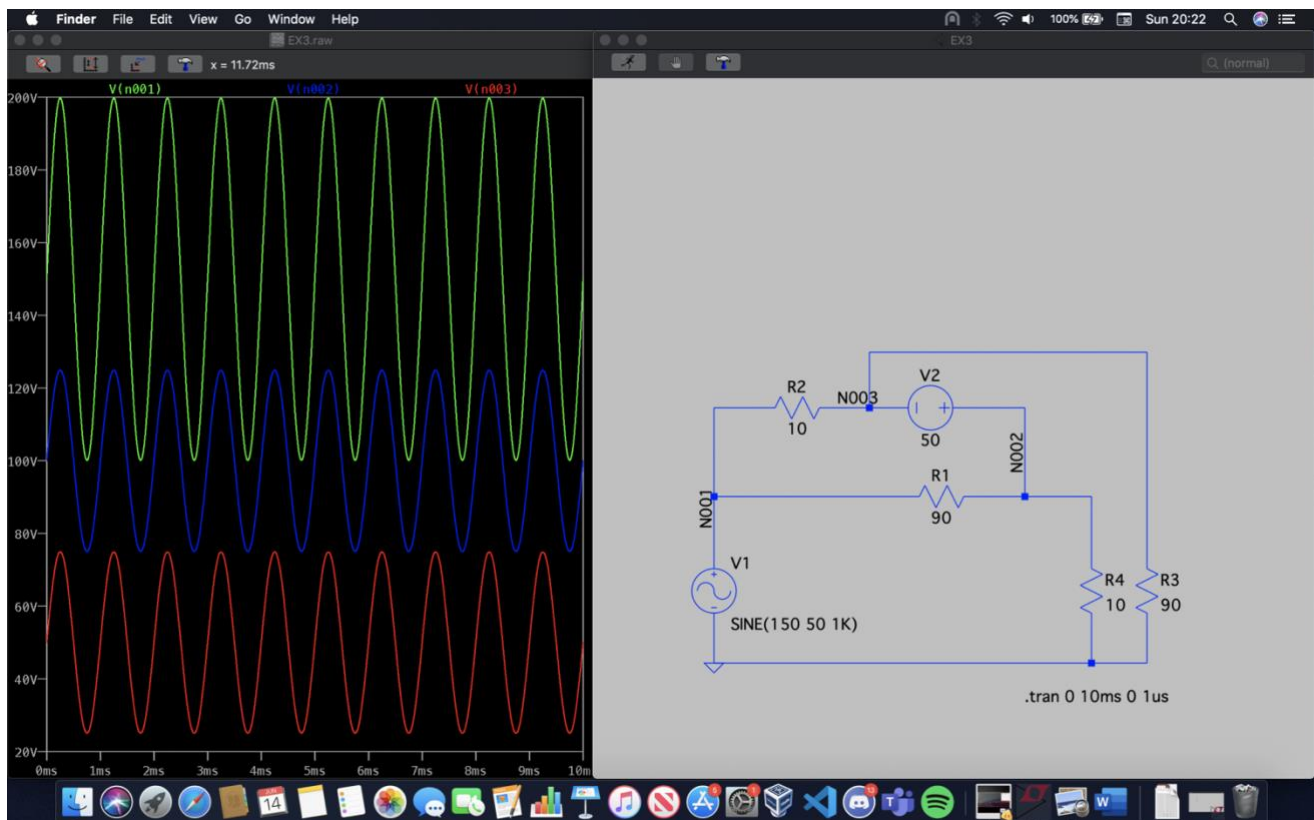 Finder File Edit View Go Window Help
100%
Sun 20:22
EX3.raw
EX3
x = 11.72ms
(normal)
V(n001) V(n002) V(n003)
200V
180V
160V
140V
120V
100V
80V
60V
40V
20V
0ms 1ms 2ms 3ms 4ms 5ms 6ms 7ms 8ms 9ms 10m
V2
R2
N003
10
50
N002
R1
N001
90
V1
R4
R3
10
90
SINE(150 50 1K)
.tran 0 10ms 0 1us
14